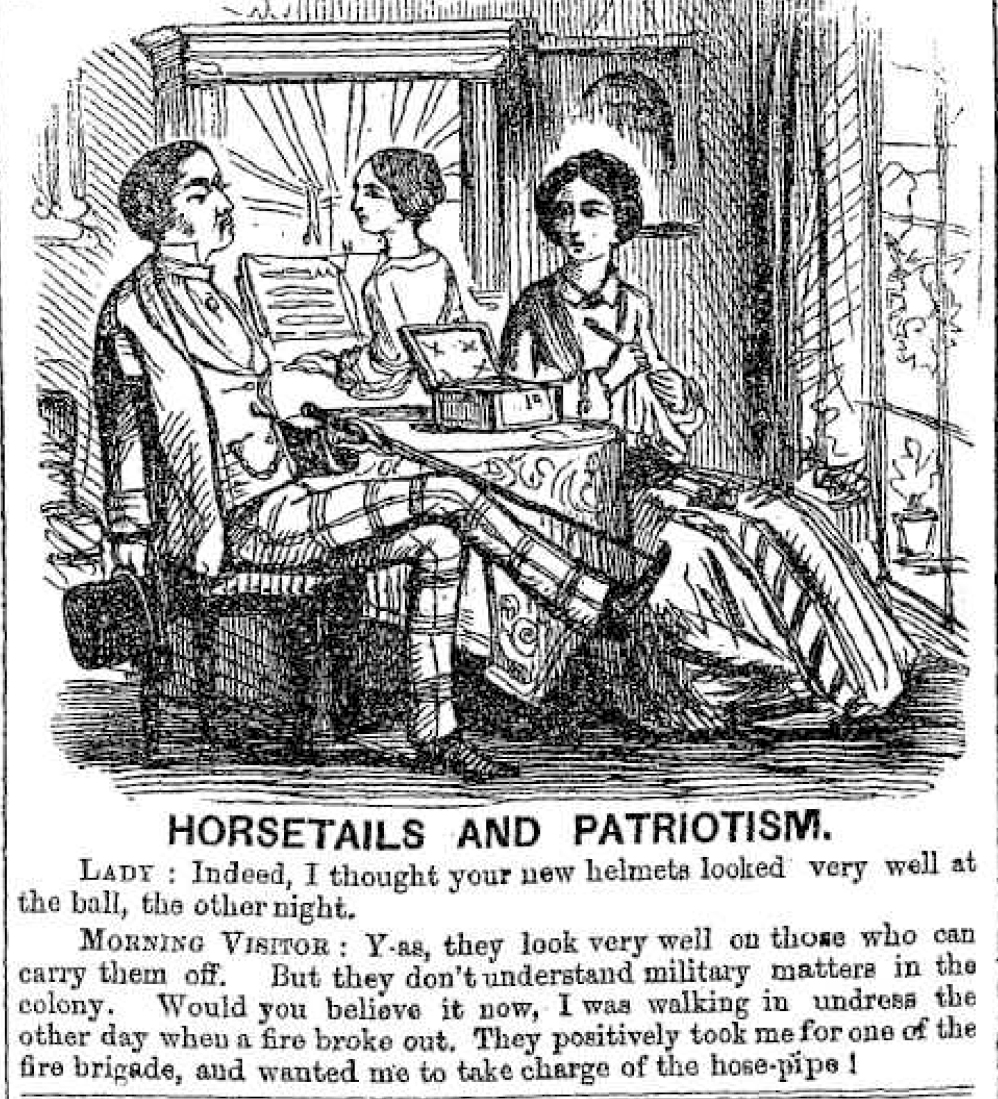 HORSETAILS AND PATRIOTISM.
LADY : Indeed, I thought your new helmets looked very well at
the ball, the other night.
MORNING VISITOR : Y-as, they look very well on those who can
carry them off. But they don't understand military matters in the
colony. Would you believe it now, I was walking in undress the
other day when a fire broke out. They positively took me for one of the
fire brigade, and wanted me to take charge of the hose-pipe !